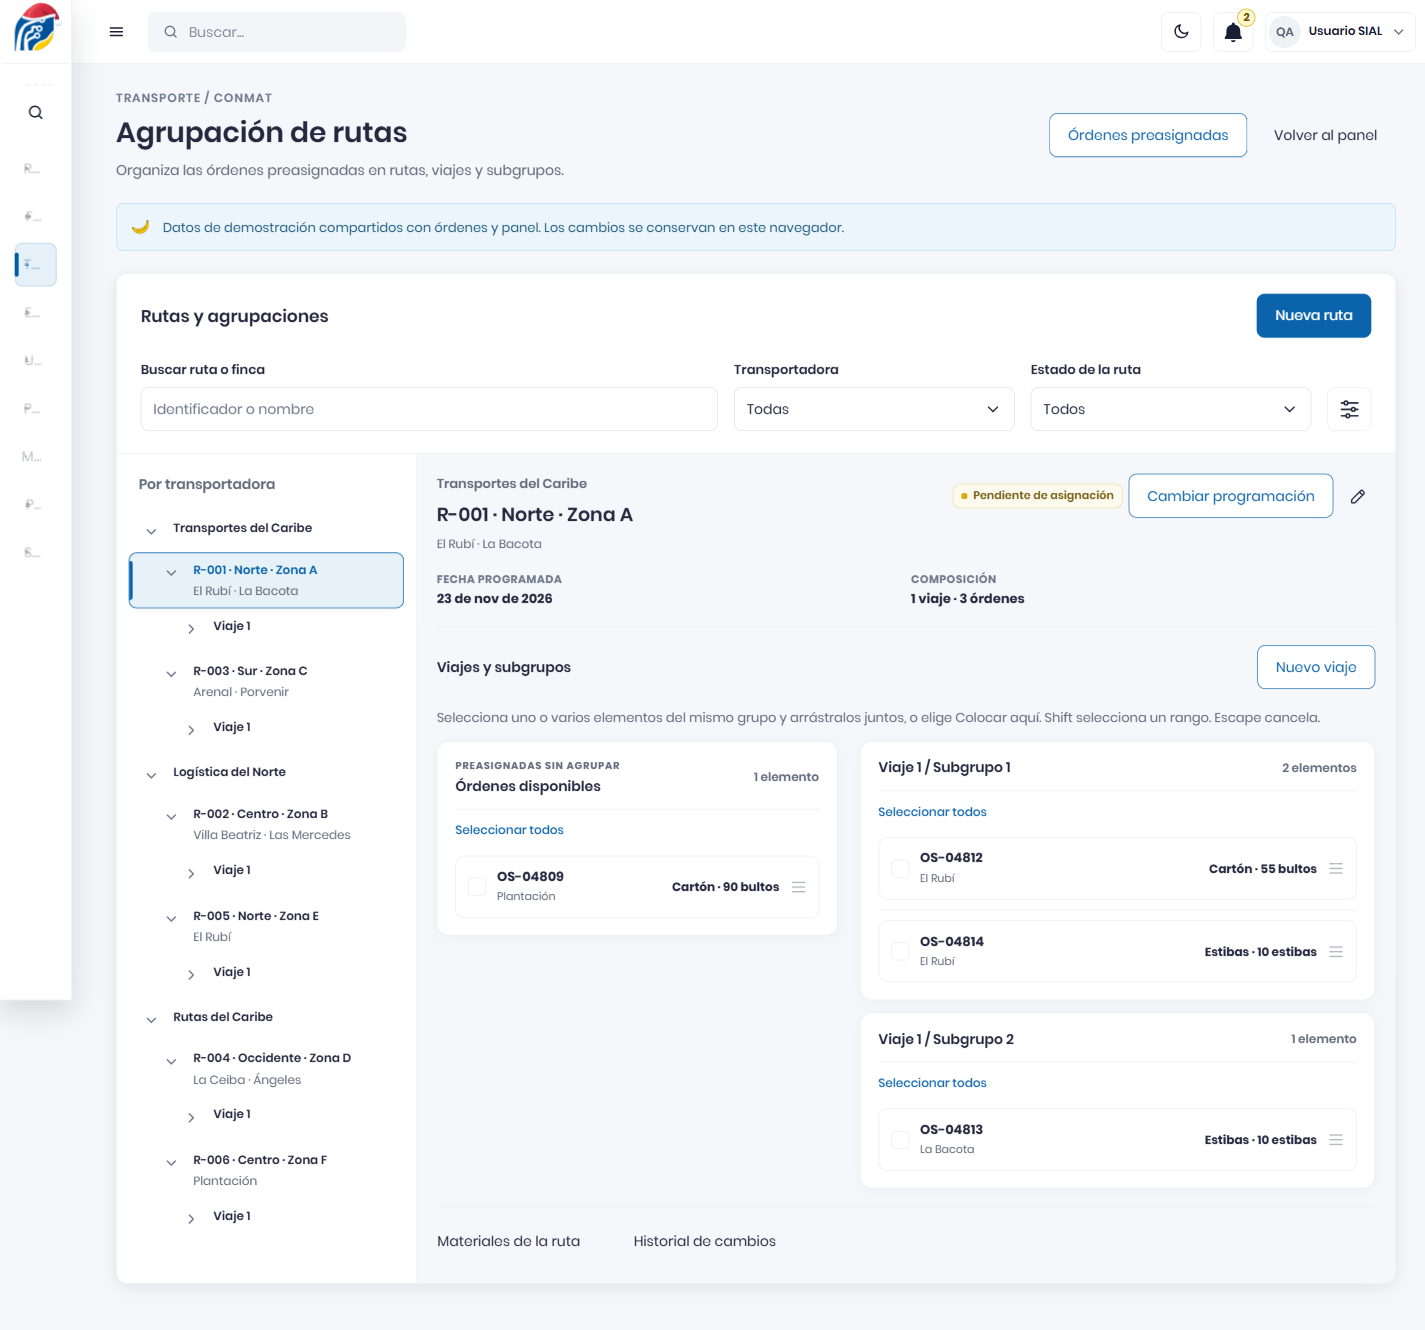 Buscar...
2
QA
Usuario SIAL
R...
T...
U...
P...
M...
P...
S...
TRANSPORTE / CONMAT
Agrupación de rutas
Organiza las órdenes preasignadas en rutas, viajes y subgrupos.
Órdenes preasignadas
Volver al panel
Datos de demostración compartidos con órdenes y panel. Los cambios se conservan en este navegador.
Rutas y agrupaciones
Nueva ruta
Buscar ruta o finca
Identificador o nombre
Transportadora
Todas
Estado de la ruta
Todos
Por transportadora
Transportes del Caribe
R-001 · Norte · Zona A
El Rubí · La Bacota
Viaje 1
R-003 · Sur · Zona C
Arenal · Porvenir
Viaje 1
Logística del Norte
R-002 · Centro · Zona B
Villa Beatriz · Las Mercedes
Viaje 1
R-005 · Norte · Zona E
El Rubí
Viaje 1
Rutas del Caribe
R-004 · Occidente · Zona D
La Ceiba · Ángeles
Viaje 1
R-006 · Centro · Zona F
Plantación
Viaje 1
Transportes del Caribe
R-001 · Norte · Zona A
El Rubí · La Bacota
Pendiente de asignación
Cambiar programación
FECHA PROGRAMADA
23 de nov de 2026
COMPOSICIÓN
1 viaje · 3 órdenes
Viajes y subgrupos
Nuevo viaje
Selecciona uno o varios elementos del mismo grupo y arrástralos juntos, o elige Colocar aquí. Shift selecciona un rango. Escape cancela.
PREASIGNADAS SIN AGRUPAR
Órdenes disponibles
1 elemento
Seleccionar todos
OS-04809
Plantación
Cartón · 90 bultos
Viaje 1 / Subgrupo 1
2 elementos
Seleccionar todos
OS-04812
El Rubí
Cartón · 55 bultos
OS-04814
El Rubí
Estibas · 10 estibas
Viaje 1 / Subgrupo 2
1 elemento
Seleccionar todos
OS-04813
La Bacota
Estibas · 10 estibas
Materiales de la ruta
Historial de cambios